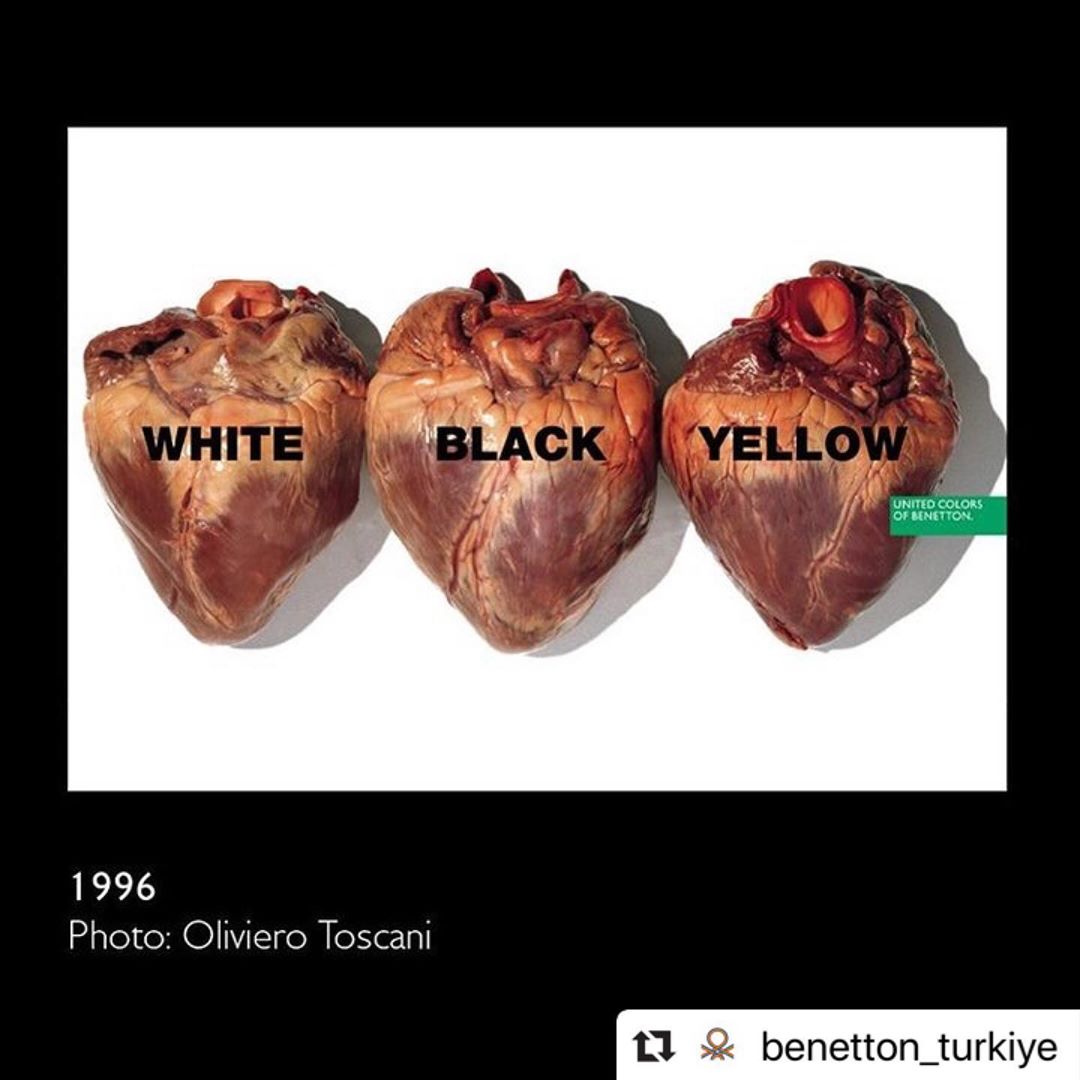 WHITE
BLACK
YELLOW
UNITED COLORS
OF BENETTON.
1996
Photo: Oliviero Toscani
benetton_turkiye